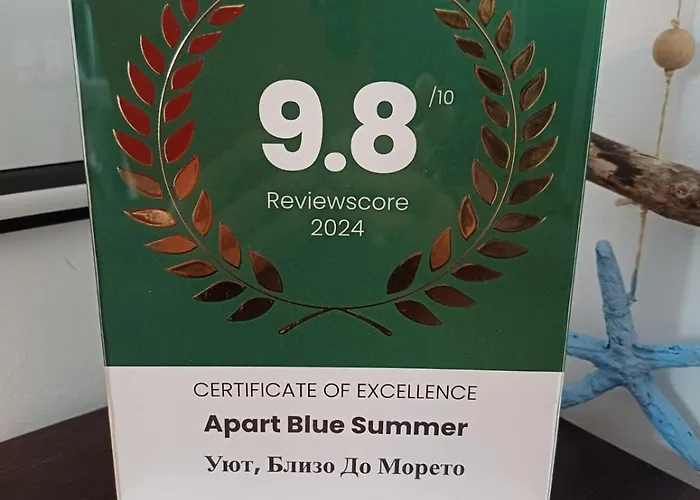 9.8 /10
Reviewscore
2024
CERTIFICATE OF EXCELLENCE
Apart Blue Summer
Уют, Близо До Морето